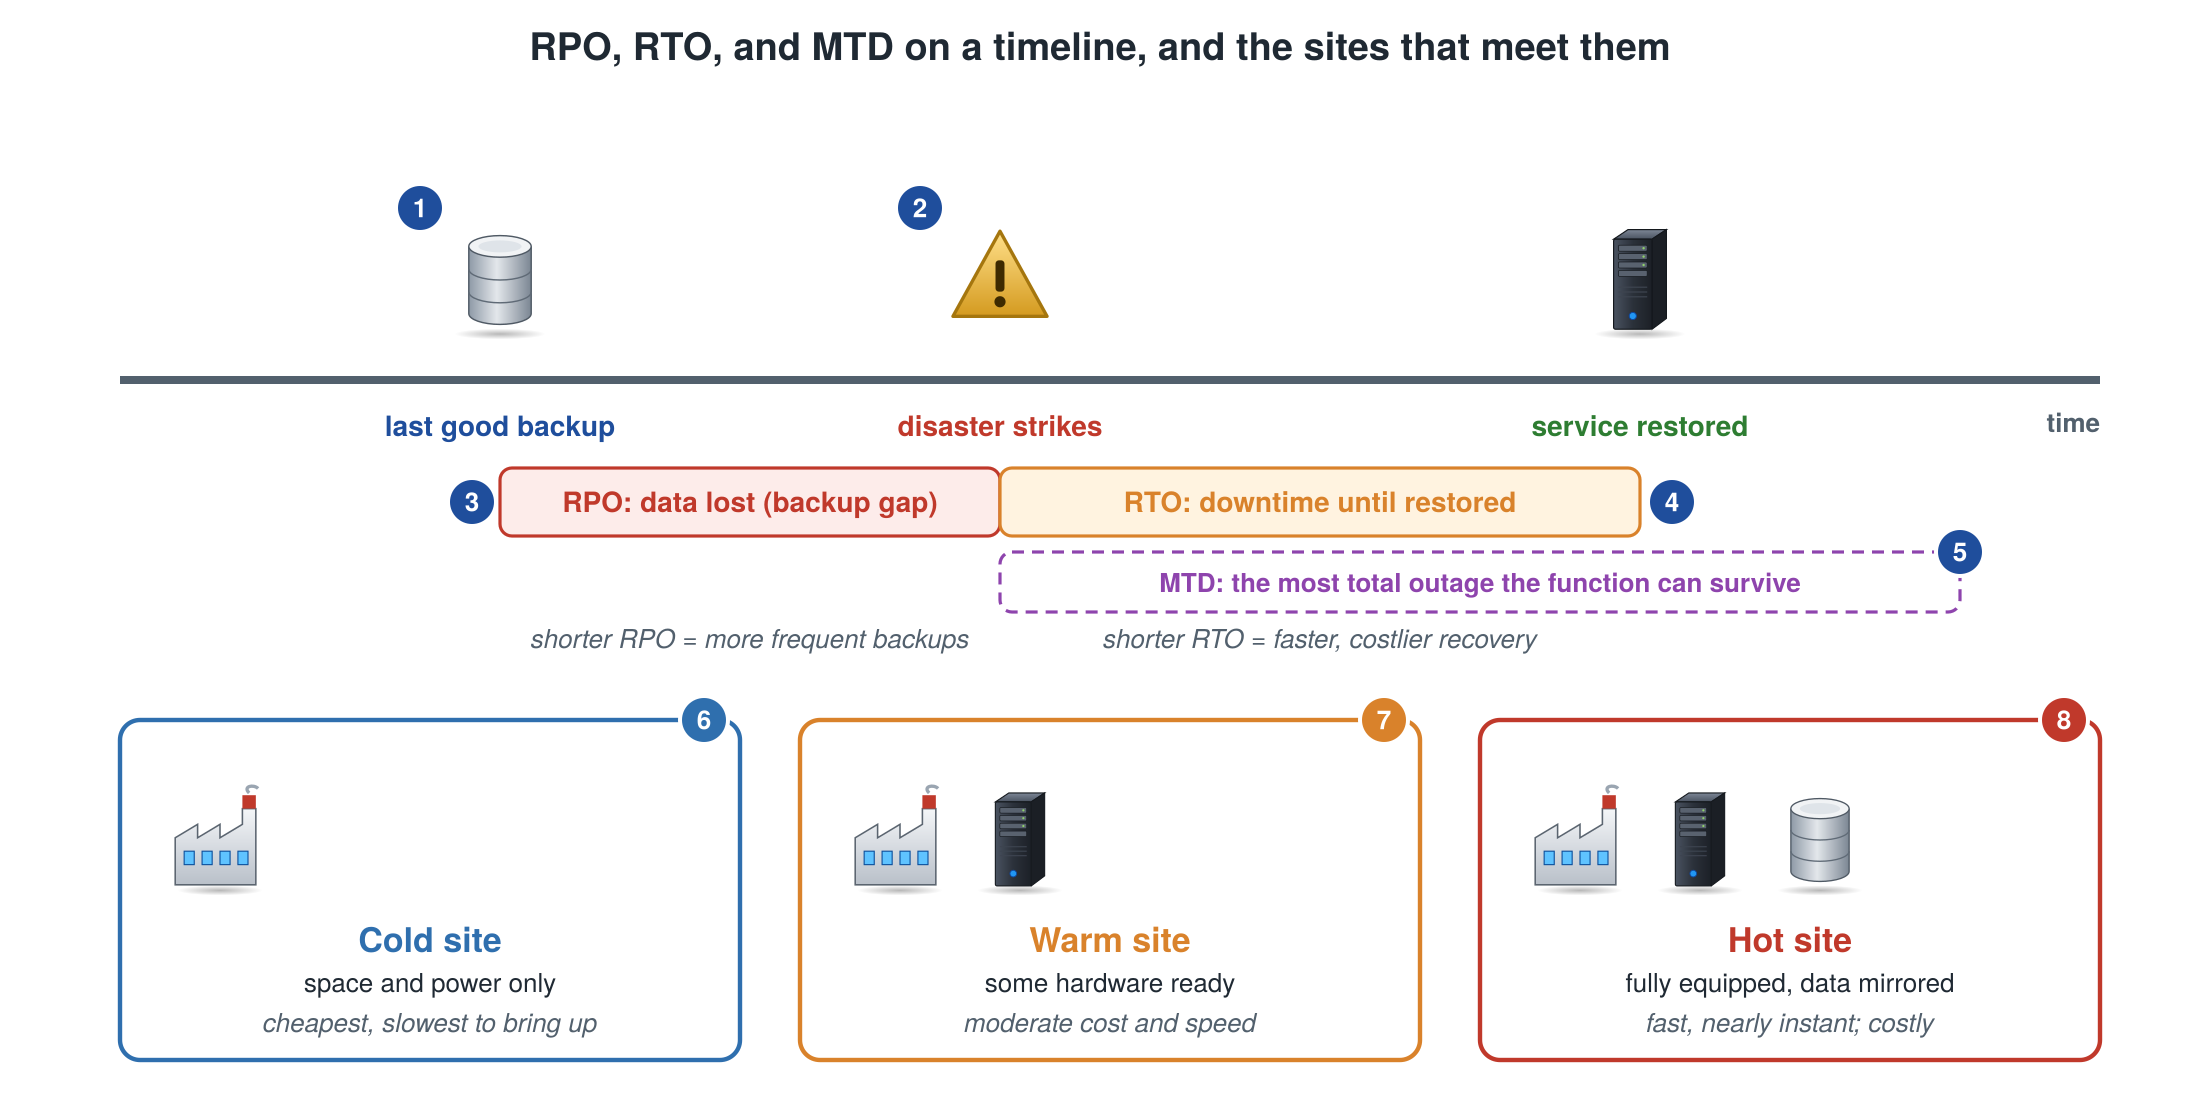 RPO, RTO, and MTD on a timeline, and the sites that meet them
1
2
last good backup
disaster strikes
service restored
time
3
RPO: data lost (backup gap)
RTO: downtime until restored
4
5
MTD: the most total outage the function can survive
shorter RPO = more frequent backups
shorter RTO = faster, costlier recovery
6
Cold site
space and power only
cheapest, slowest to bring up
7
Warm site
some hardware ready
moderate cost and speed
8
Hot site
fully equipped, data mirrored
fast, nearly instant; costly